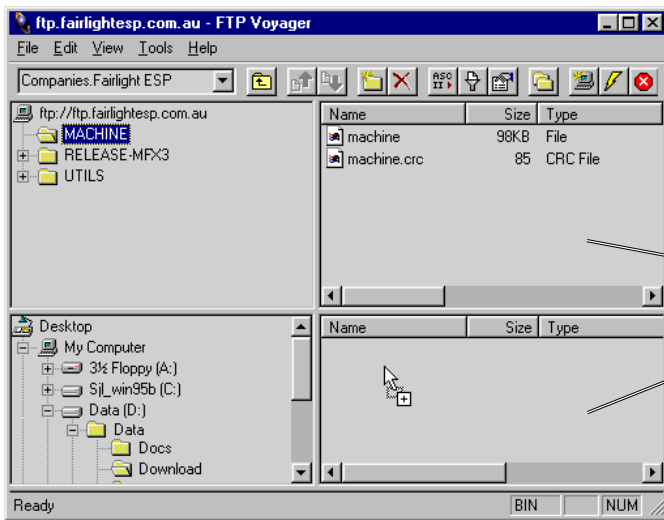 ftp.fairlightesp.com.au - FTP Voyager
File Edit View Tools Help
Companies.Fairlight ESP
ASC
II
ftp://ftp.fairlightesp.com.au
MACHINE
RELEASE-MFX3
UTILS
Name Size Type
machine 98KB File
machine.crc 85 CRC File
Desktop
My Computer
3½ Floppy (A:)
Sjl_win95b (C:)
Data (D:)
Data
Docs
Download
Name Size Type
Ready BIN NUM